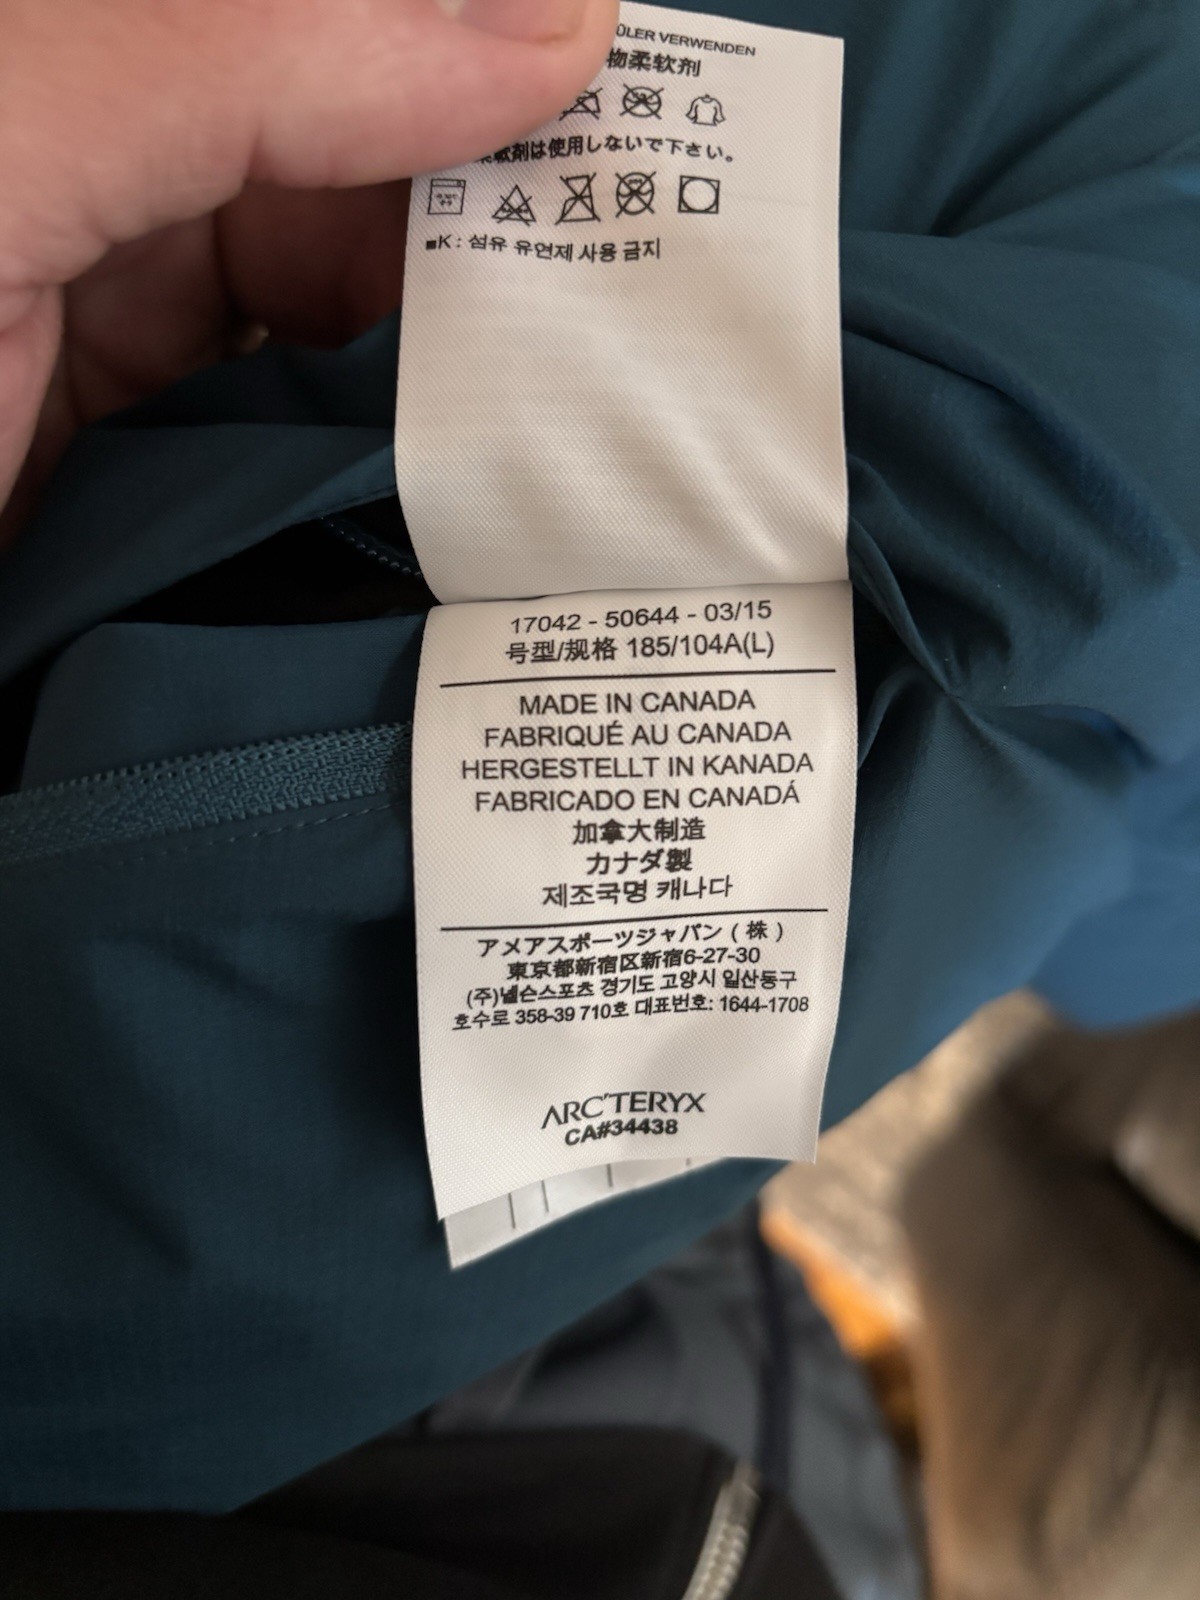 ÜLER VERWENDEN
物柔软剂
柔軟剤は使用しないで下さい。
■K : 섬유 유연제 사용 금지
17042 - 50644 - 03/15
号型/规格 185/104A(L)
MADE IN CANADA
FABRIQUÉ AU CANADA
HERGESTELLT IN KANADA
FABRICADO EN CANADÁ
加拿大制造
カナダ製
제조국명 캐나다
アメアスポーツジャパン ( 株 )
東京都新宿区新宿6-27-30
(주)넬슨스포츠 경기도 고양시 일산동구
호수로 358-39 710호 대표번호: 1644-1708
ARC'TERYX
CA#34438